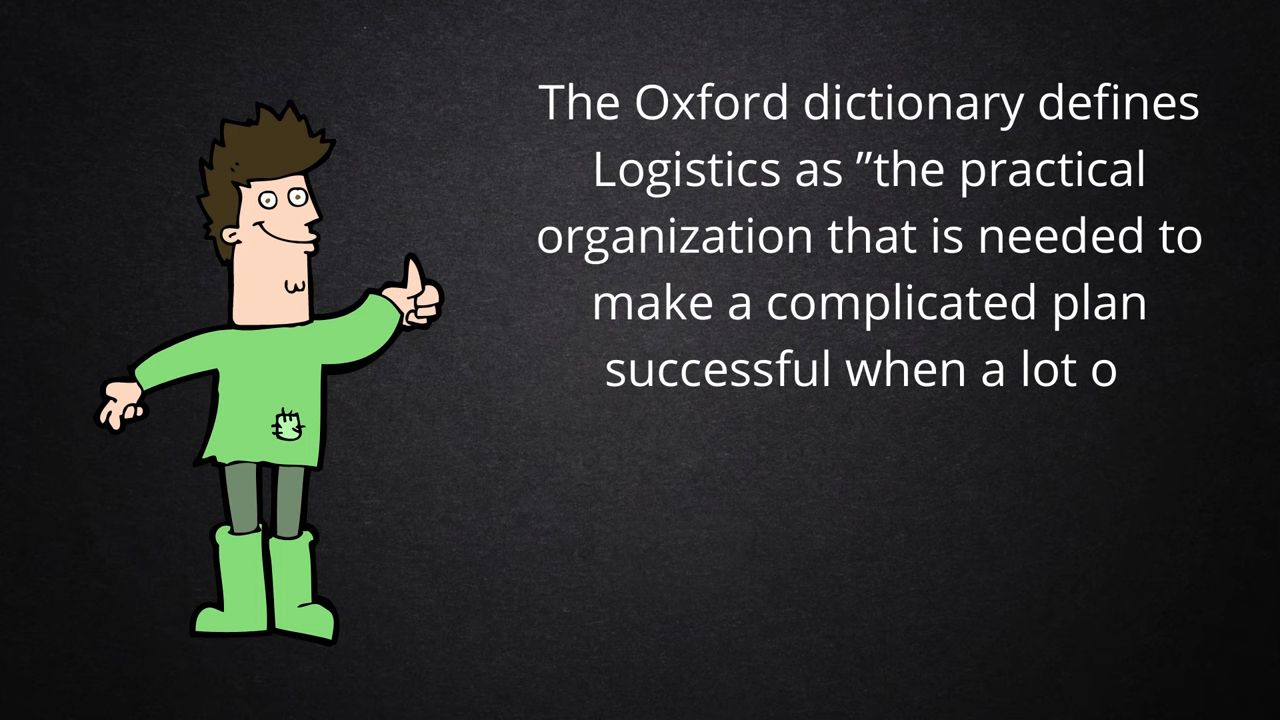 The Oxford dictionary defines
Logistics as ”the practical
organization that is needed to
make a complicated plan
successful when a lot o